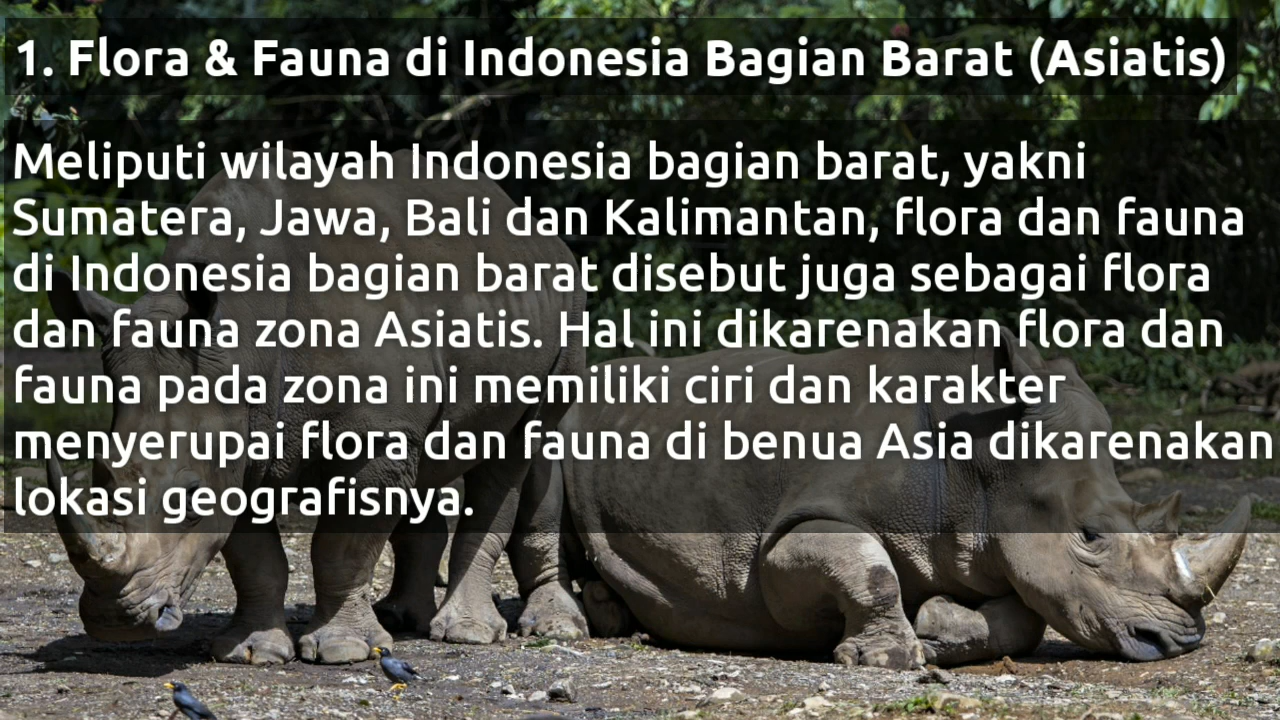 1. Flora & Fauna di Indonesia Bagian Barat (Asiatis)
Meliputi wilayah Indonesia bagian barat, yakni
Sumatera, Jawa, Bali dan Kalimantan, flora dan fauna
di Indonesia bagian barat disebut juga sebagai flora
dan fauna zona Asiatis. Hal ini dikarenakan flora dan
fauna pada zona ini memiliki ciri dan karakter
menyerupai flora dan fauna di benua Asia dikarenakan
lokasi geografisnya.